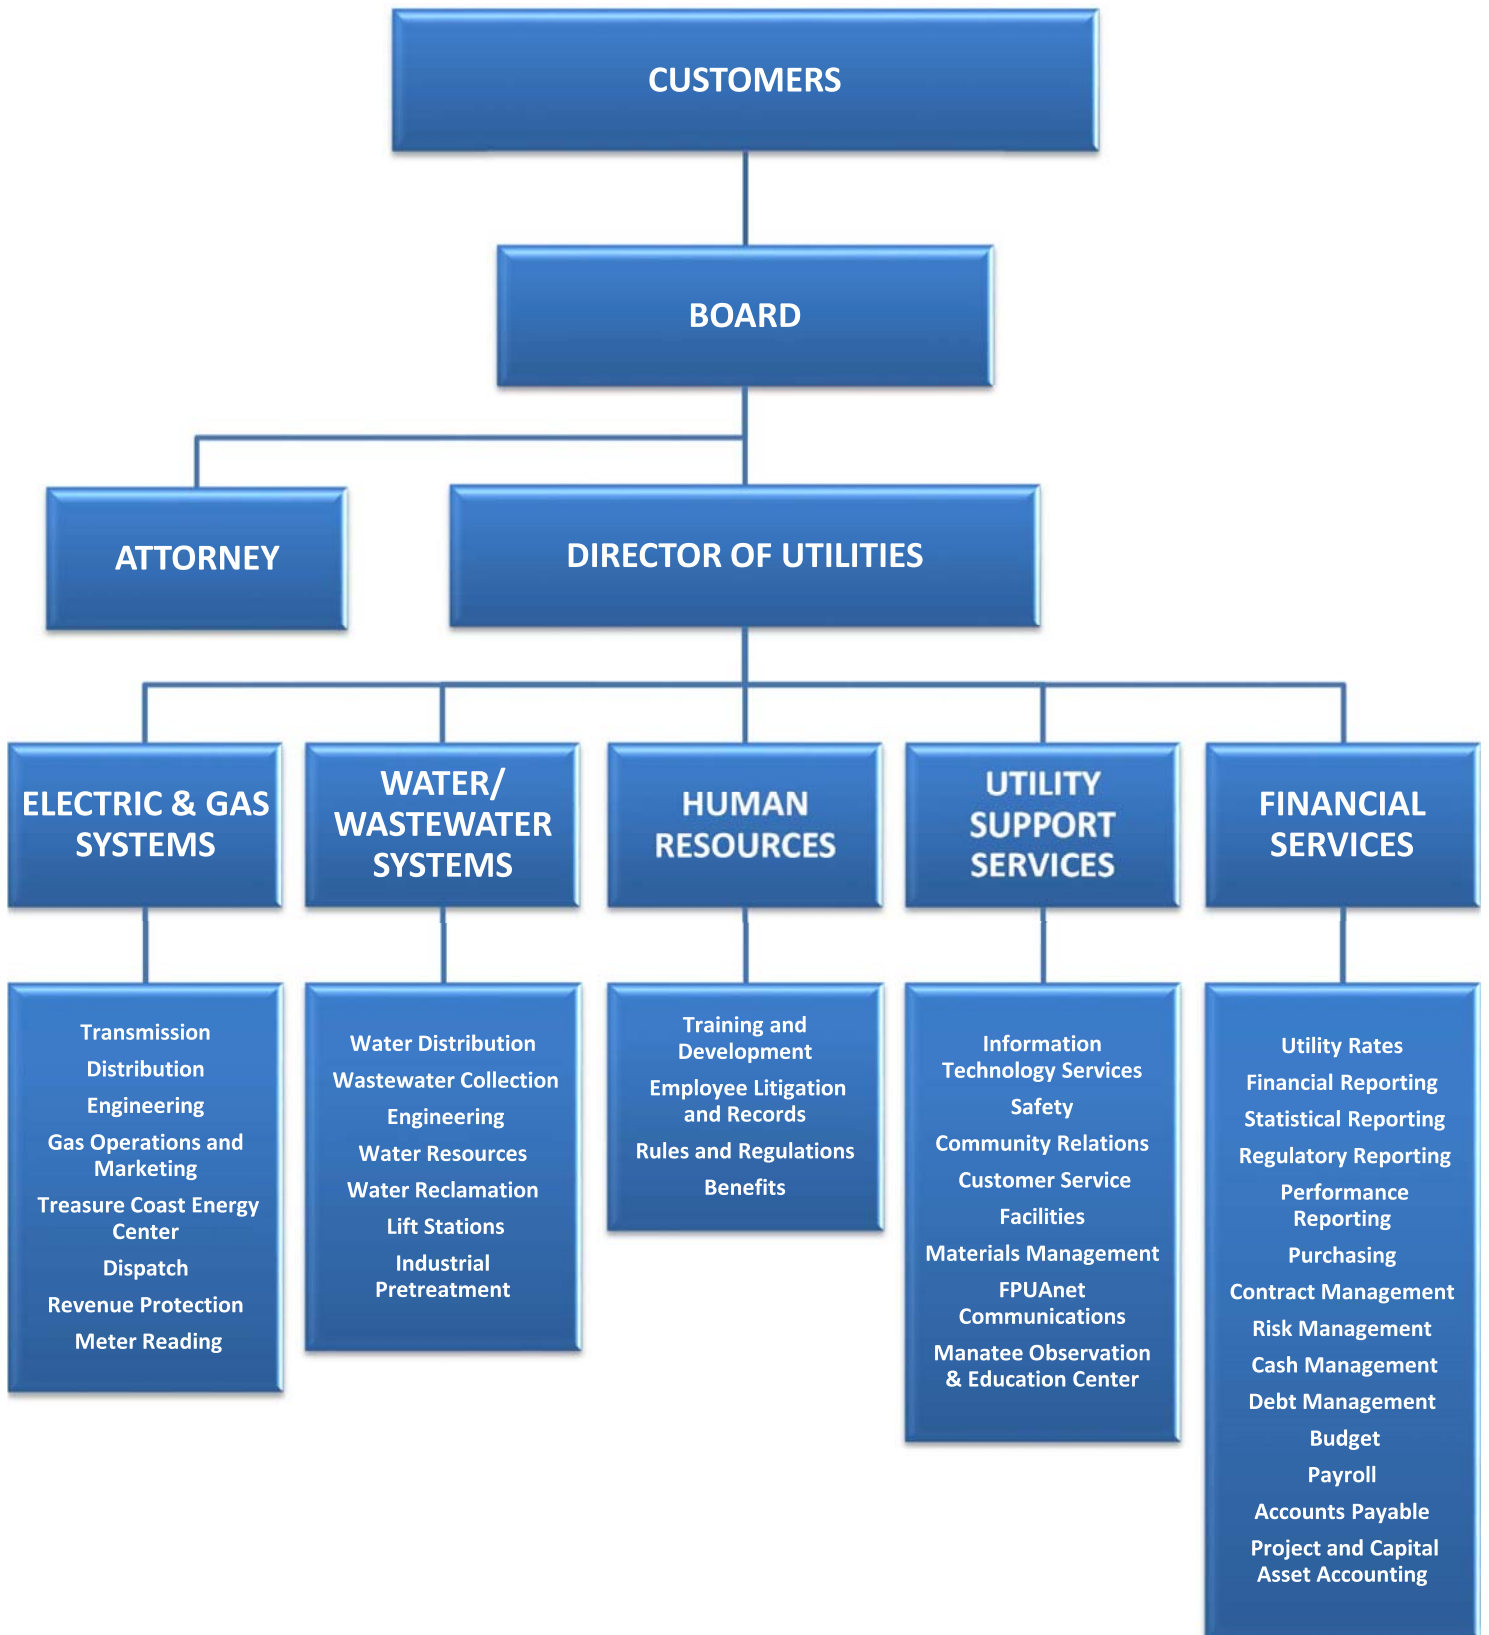 CUSTOMERS
BOARD
ATTORNEY
DIRECTOR OF UTILITIES
ELECTRIC & GAS
SYSTEMS
WATER/
WASTEWATER
SYSTEMS
HUMAN
RESOURCES
UTILITY
SUPPORT
SERVICES
FINANCIAL
SERVICES
Transmission
Distribution
Engineering
Gas Operations and
Marketing
Treasure Coast Energy
Center
Dispatch
Revenue Protection
Meter Reading
Water Distribution
Wastewater Collection
Engineering
Water Resources
Water Reclamation
Lift Stations
Industrial
Pretreatment
Training and
Development
Employee Litigation
and Records
Rules and Regulations
Benefits
Information
Technology Services
Safety
Community Relations
Customer Service
Facilities
Materials Management
FPUAnet
Communications
Manatee Observation
& Education Center
Utility Rates
Financial Reporting
Statistical Reporting
Regulatory Reporting
Performance
Reporting
Purchasing
Contract Management
Risk Management
Cash Management
Debt Management
Budget
Payroll
Accounts Payable
Project and Capital
Asset Accounting